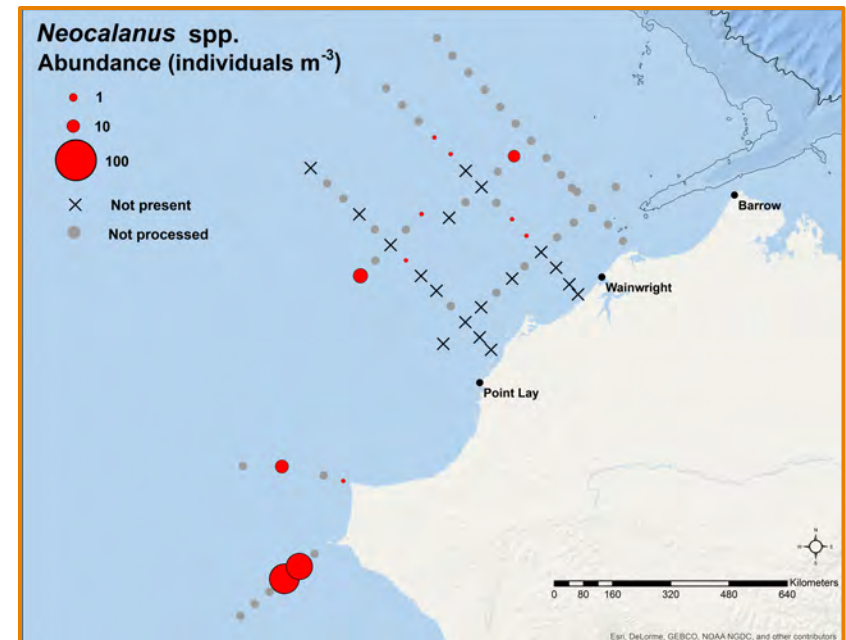 Neocalanus spp.
Abundance (individuals m-3)
1
10
100
Not present
Not processed
Barrow
Wainwright
Point Lay
N
W E
S
Kilometers
0 80 160 320 480 640
Esri, DeLorme, GEBCO, NOAA NGDC, and other contributors